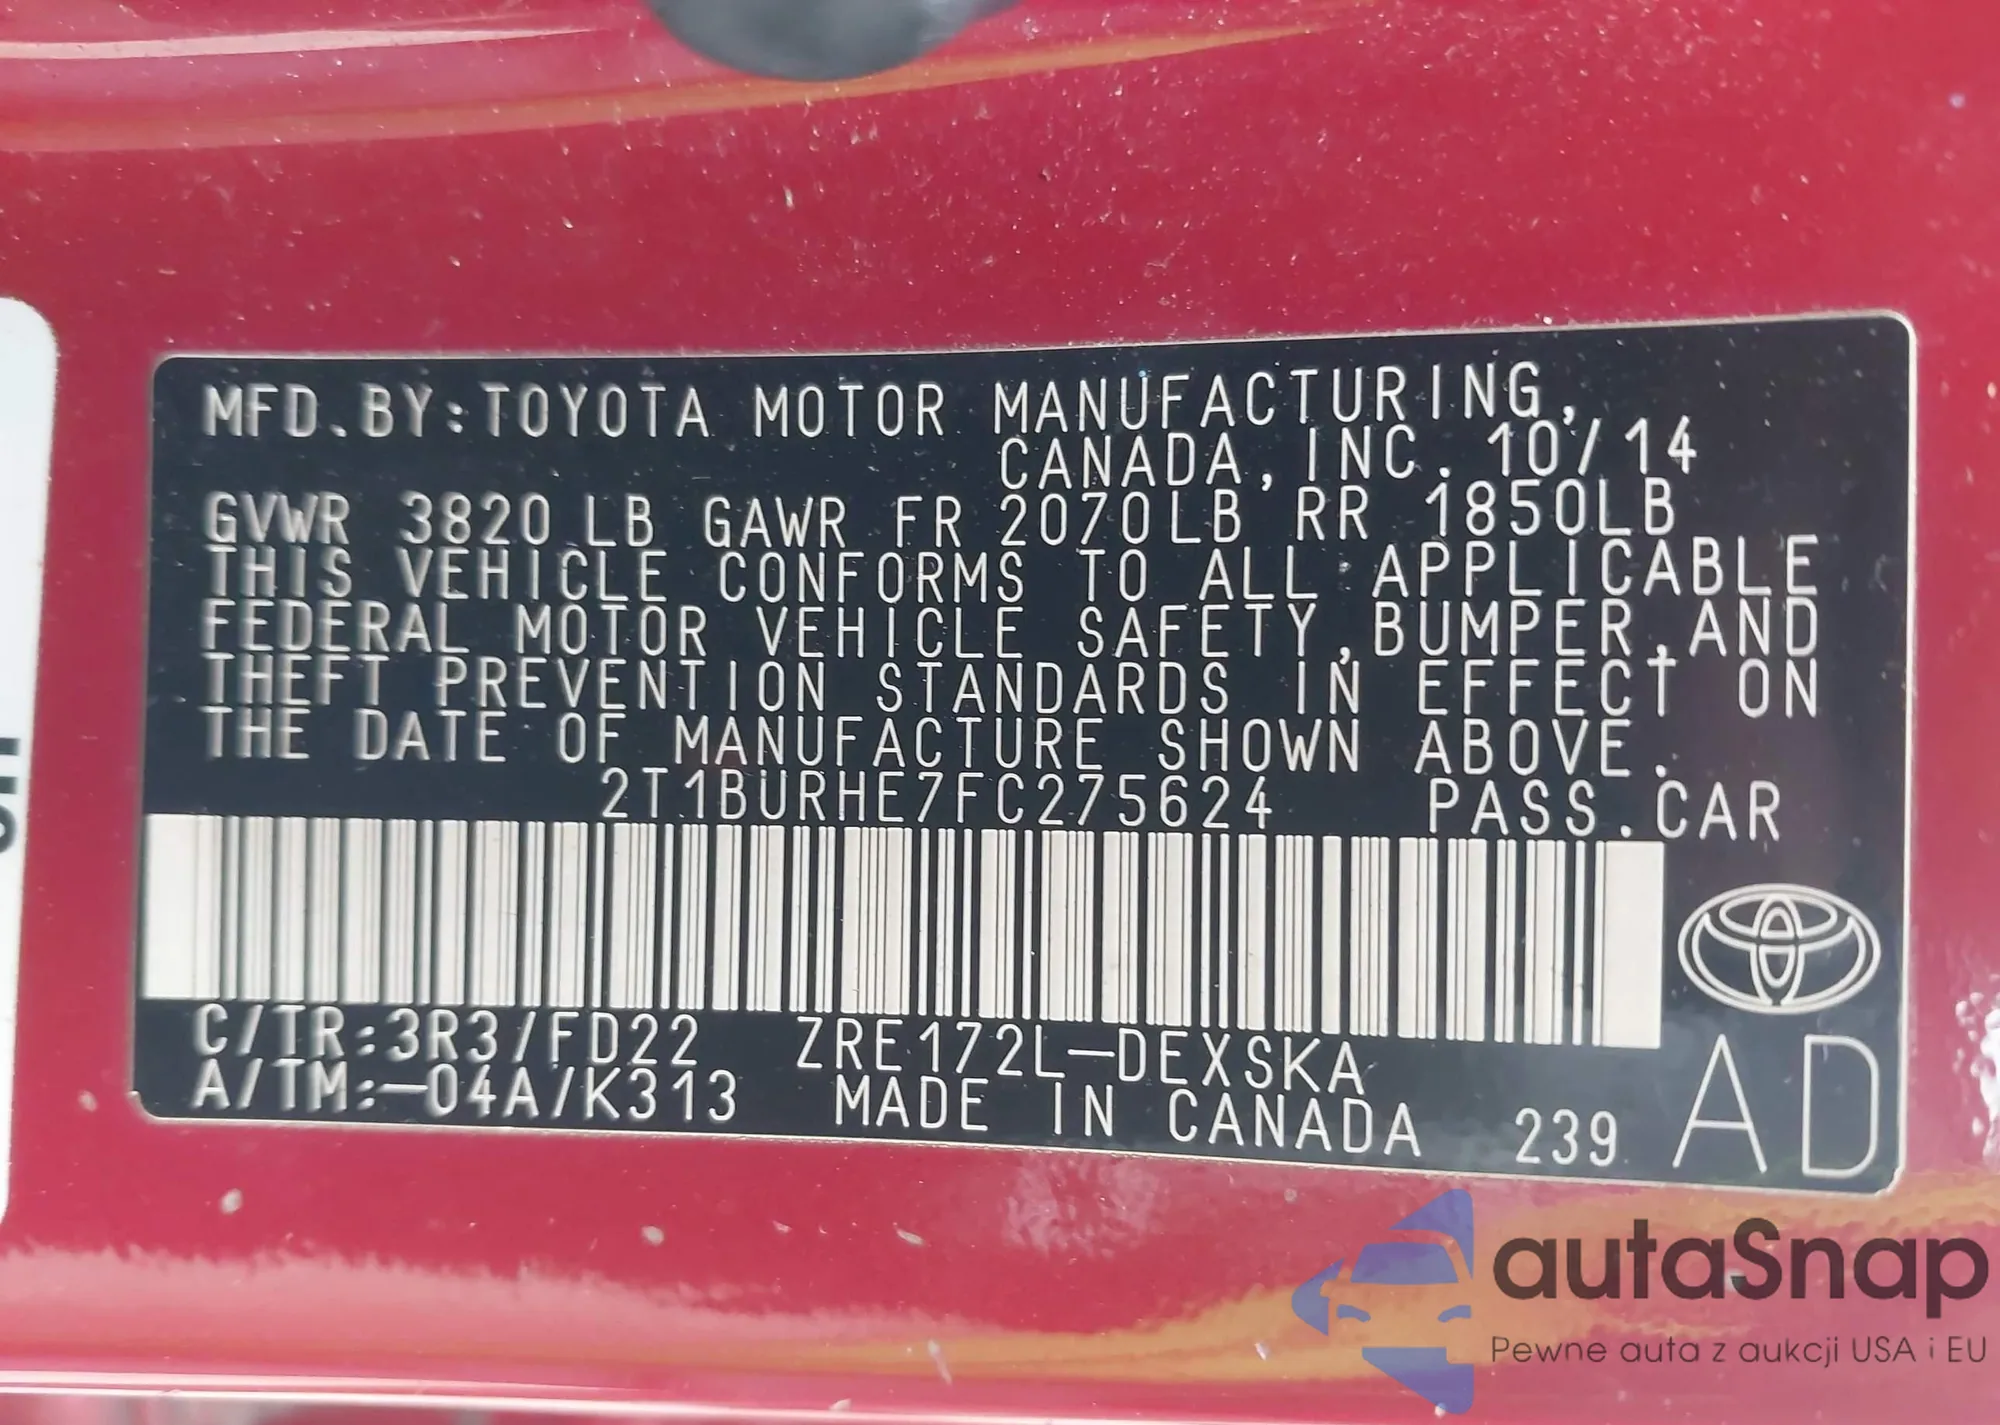 MFD.BY:TOYOTA MOTOR MANUFACTURING,
CANADA,INC. 10/14
GVWR 3820 LB GAWR FR 2070LB RR 1850LB
THIS VEHICLE CONFORMS TO ALL APPLICABLE
FEDERAL MOTOR VEHICLE SAFETY,BUMPER,AND
THEFT PREVENTION STANDARDS IN EFFECT ON
THE DATE OF MANUFACTURE SHOWN ABOVE.
2T1BURHE7FC275624 PASS.CAR
C/TR:3R3/FD22 ZRE172L-DEXSKA
A/TM:-04A/K313 MADE IN CANADA 239
AD
autaSnap
Pewne auta z aukcji USA i EU